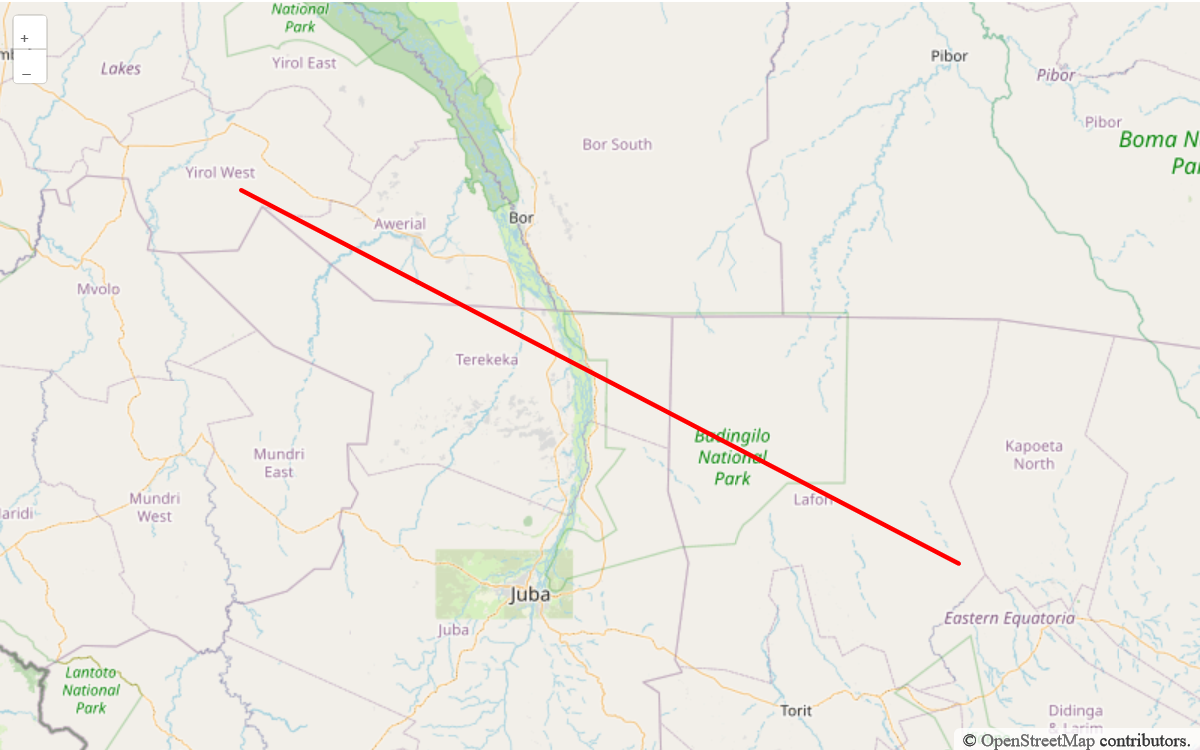 National
Park
+
−
Lakes
Yirol East
Pibor
Pibor
Pibor
Boma N
Par
Bor South
Yirol West
Awerial
Bor
Mvolo
Terekeka
Badingilo
National
Park
Kapoeta
North
Lafon
Mundri
East
Mundri
West
Juba
Juba
Eastern Equatoria
Lantoto
National
Park
Torit
Didinga
& Larim
© OpenStreetMap contributors.